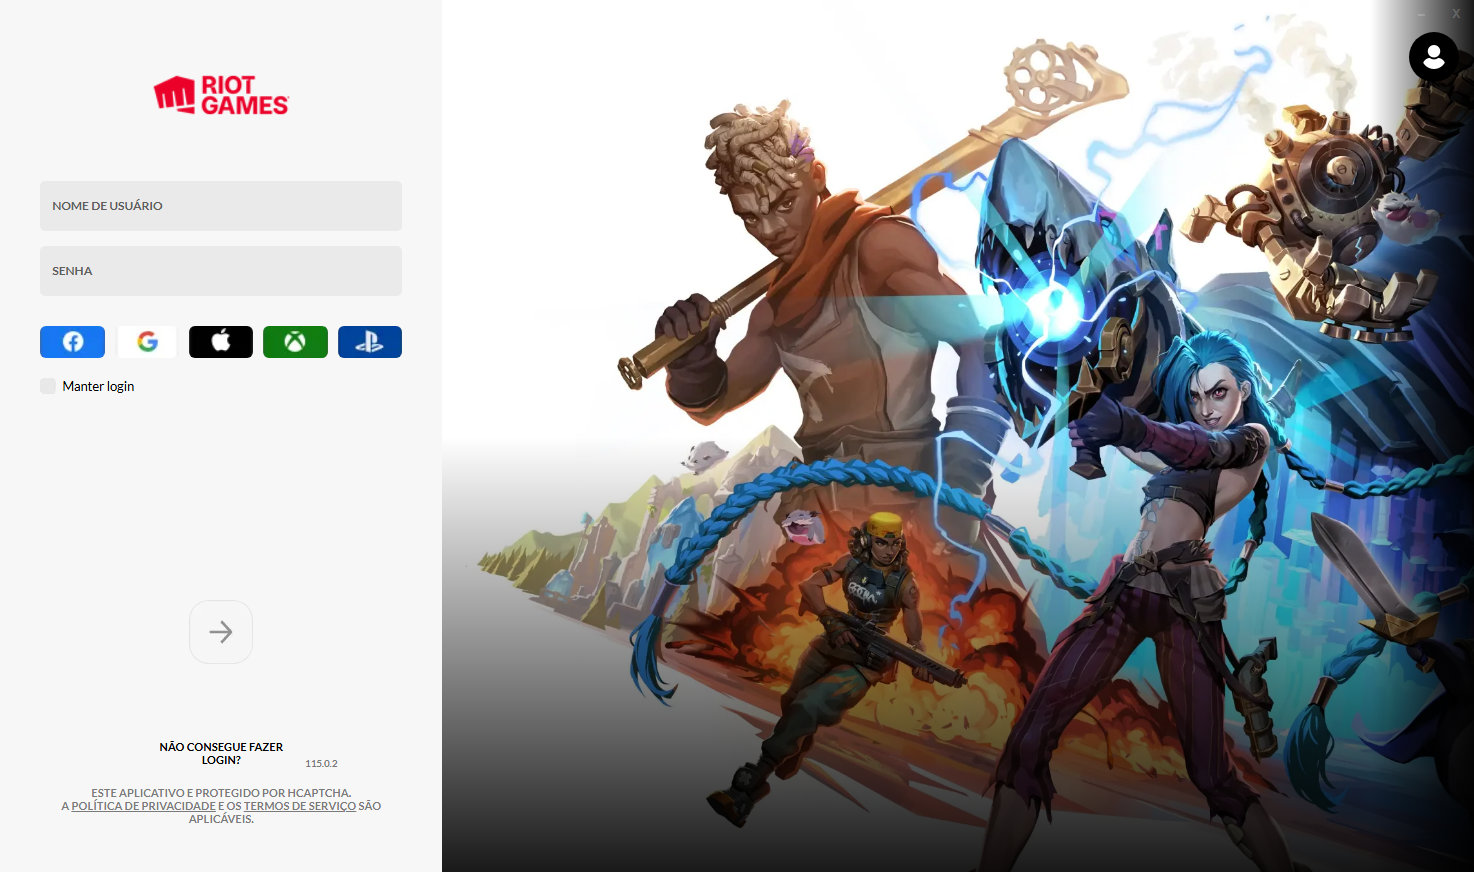 RIOT
GAMES
NOME DE USUÁRIO
SENHA
Manter login
NÃO CONSEGUE FAZER
LOGIN?
115.0.2
ESTE APLICATIVO E PROTEGIDO POR HCAPTCHA.
A POLÍTICA DE PRIVACIDADE E OS TERMOS DE SERVIÇO SÃO
APLICÁVEIS.